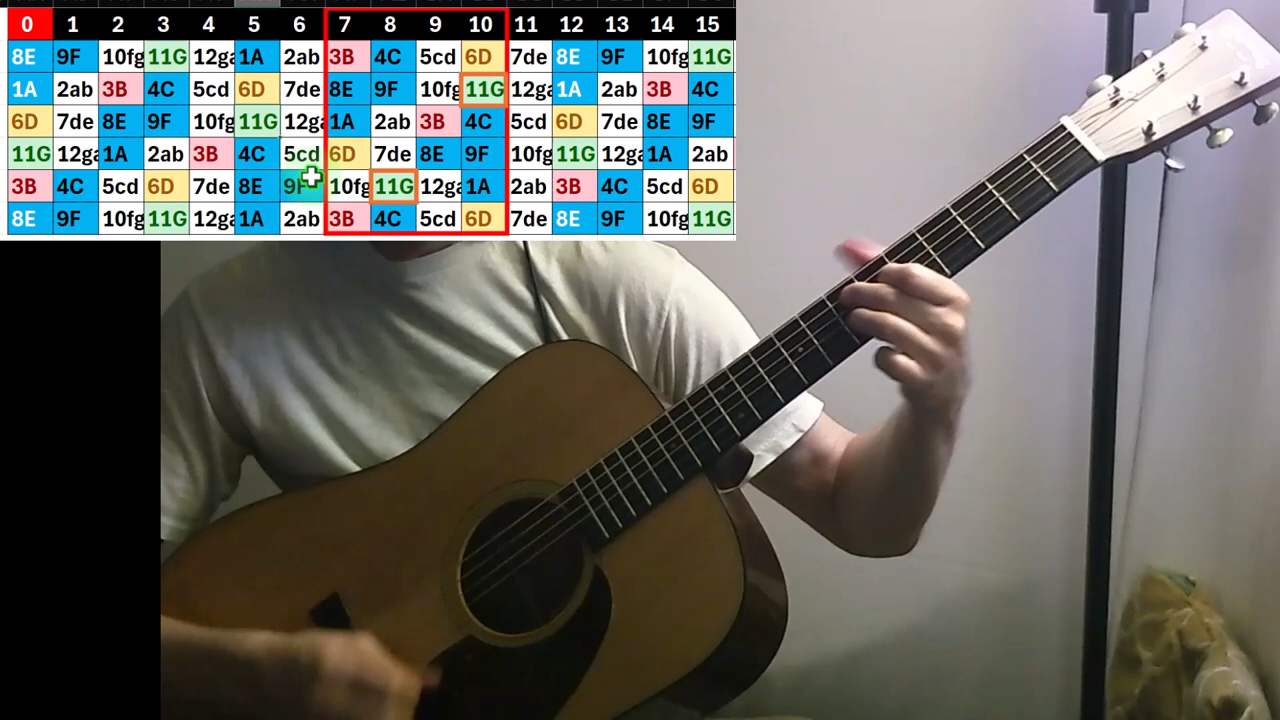 0 1 2 3 4 5 6 7 8 9 10 11 12 13 14 15
8E 9F 10fg 11G 12ga 1A 2ab 3B 4C 5cd 6D 7de 8E 9F 10fg 11G
1A 2ab 3B 4C 5cd 6D 7de 8E 9F 10fg 11G 12ga 1A 2ab 3B 4C
6D 7de 8E 9F 10fg 11G 12ga 1A 2ab 3B 4C 5cd 6D 7de 8E 9F
11G 12ga 1A 2ab 3B 4C 5cd 6D 7de 8E 9F 10fg 11G 12ga 1A 2ab
3B 4C 5cd 6D 7de 8E 9F 10fg 11G 12ga 1A 2ab 3B 4C 5cd 6D
8E 9F 10fg 11G 12ga 1A 2ab 3B 4C 5cd 6D 7de 8E 9F 10fg 11G